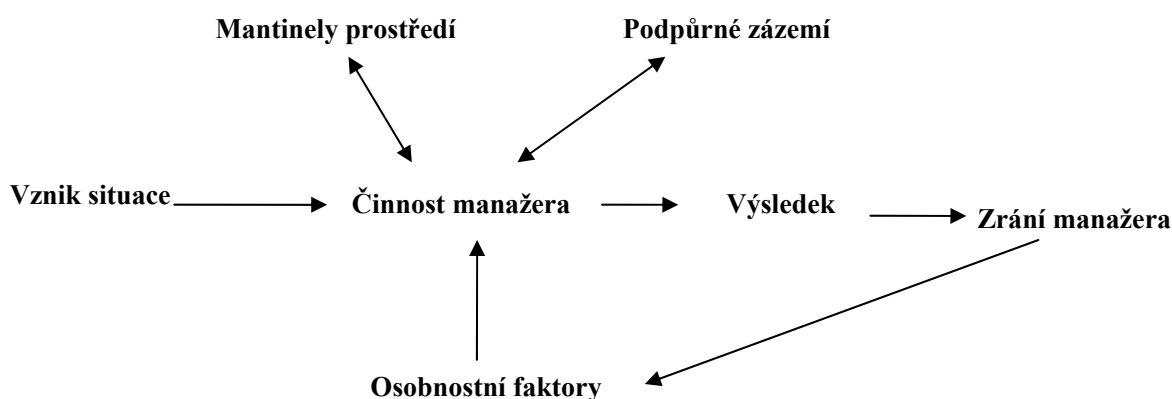 Mantinely prostředí
Podpůrné zázemí
Vznik situace
Činnost manažera
Výsledek
Zrání manažera
Osobnostní faktory